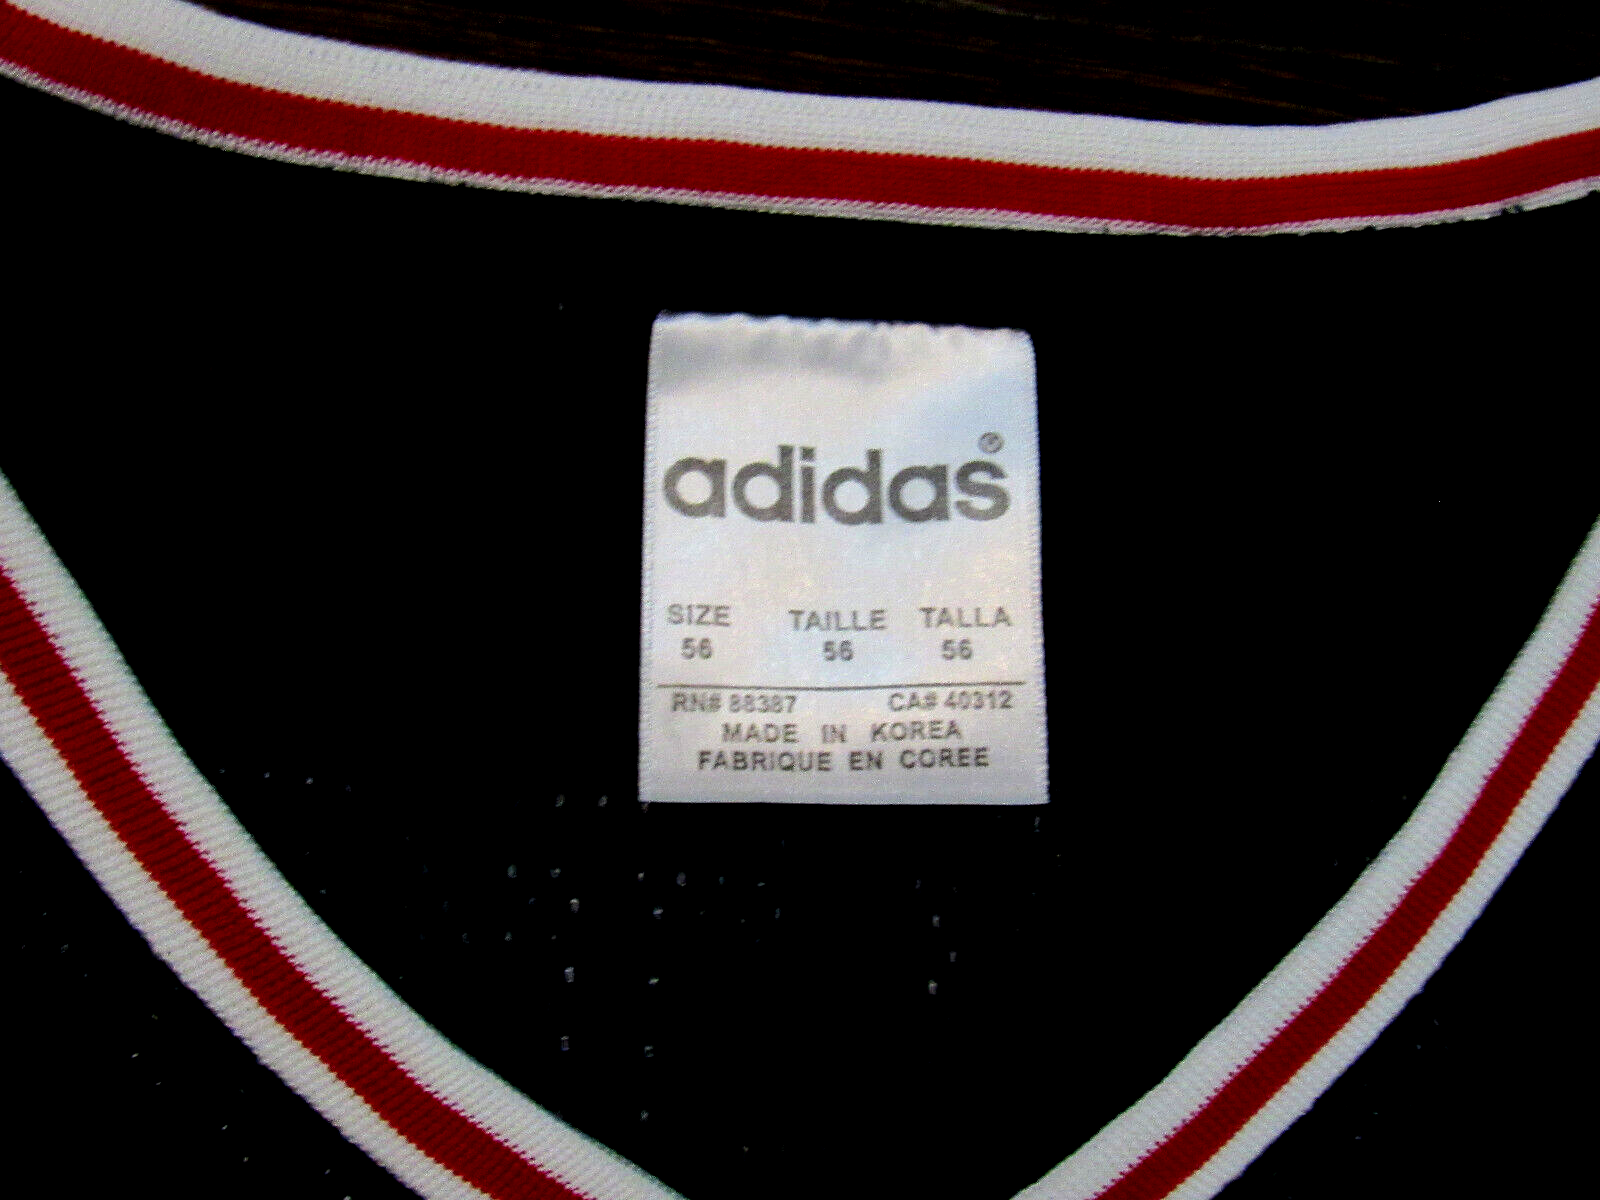 adidas®
SIZE TAILLE TALLA
56 56 56
RN# 88387 CA# 40312
MADE IN KOREA
FABRIQUE EN COREE